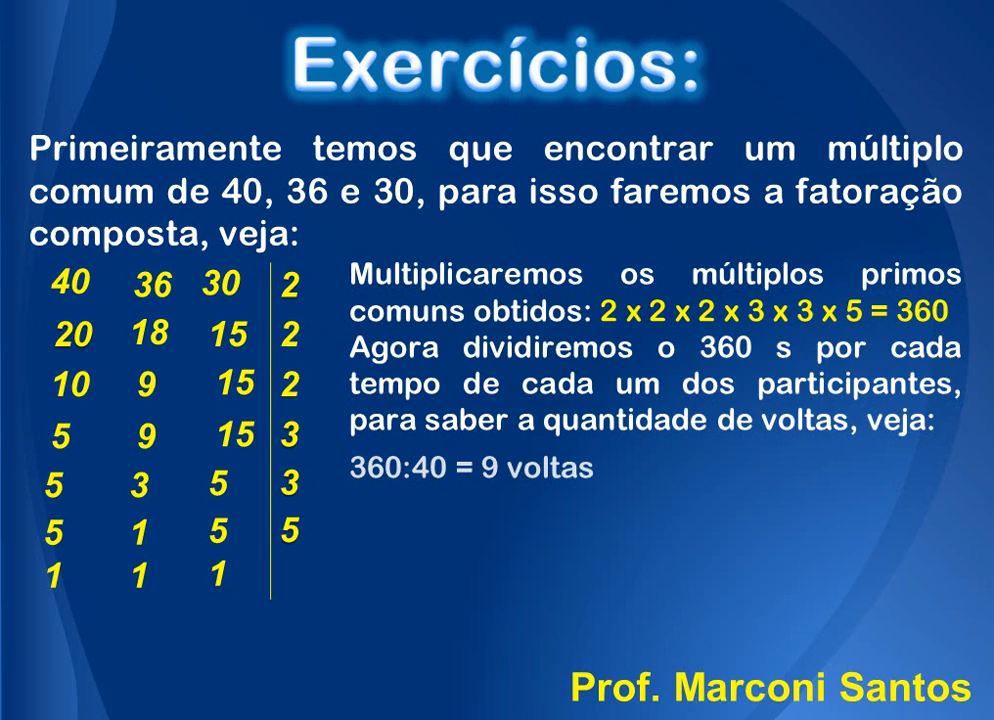 Exercícios:
Primeiramente temos que encontrar um múltiplo
comum de 40, 36 e 30, para isso faremos a fatoração
composta, veja:
40 36 30 2
20 18 15 2
10 9 15 2
5 9 15 3
5 3 5 3
5 1 5 5
1 1 1
Multiplicaremos os múltiplos primos
comuns obtidos: 2 x 2 x 2 x 3 x 3 x 5 = 360
Agora dividiremos o 360 s por cada
tempo de cada um dos participantes,
para saber a quantidade de voltas, veja:
360:40 = 9 voltas
Prof. Marconi Santos